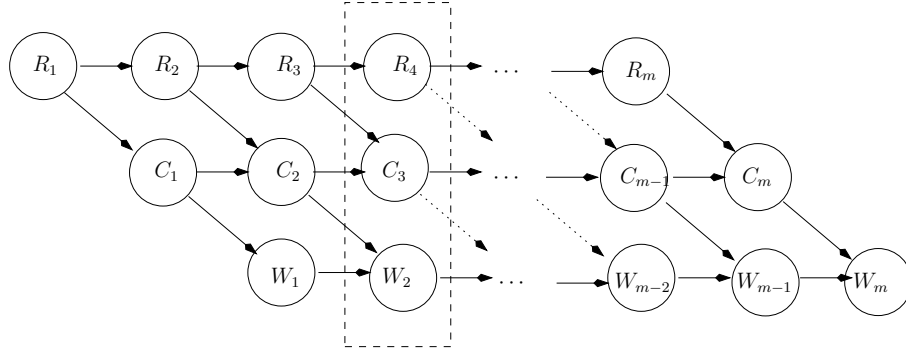 R₁ R₂ R₃ R₄ ... Rₘ
C₁ C₂ C₃ ... Cₘ₋₁ Cₘ
W₁ W₂ ... Wₘ₋₂ Wₘ₋₁ Wₘ